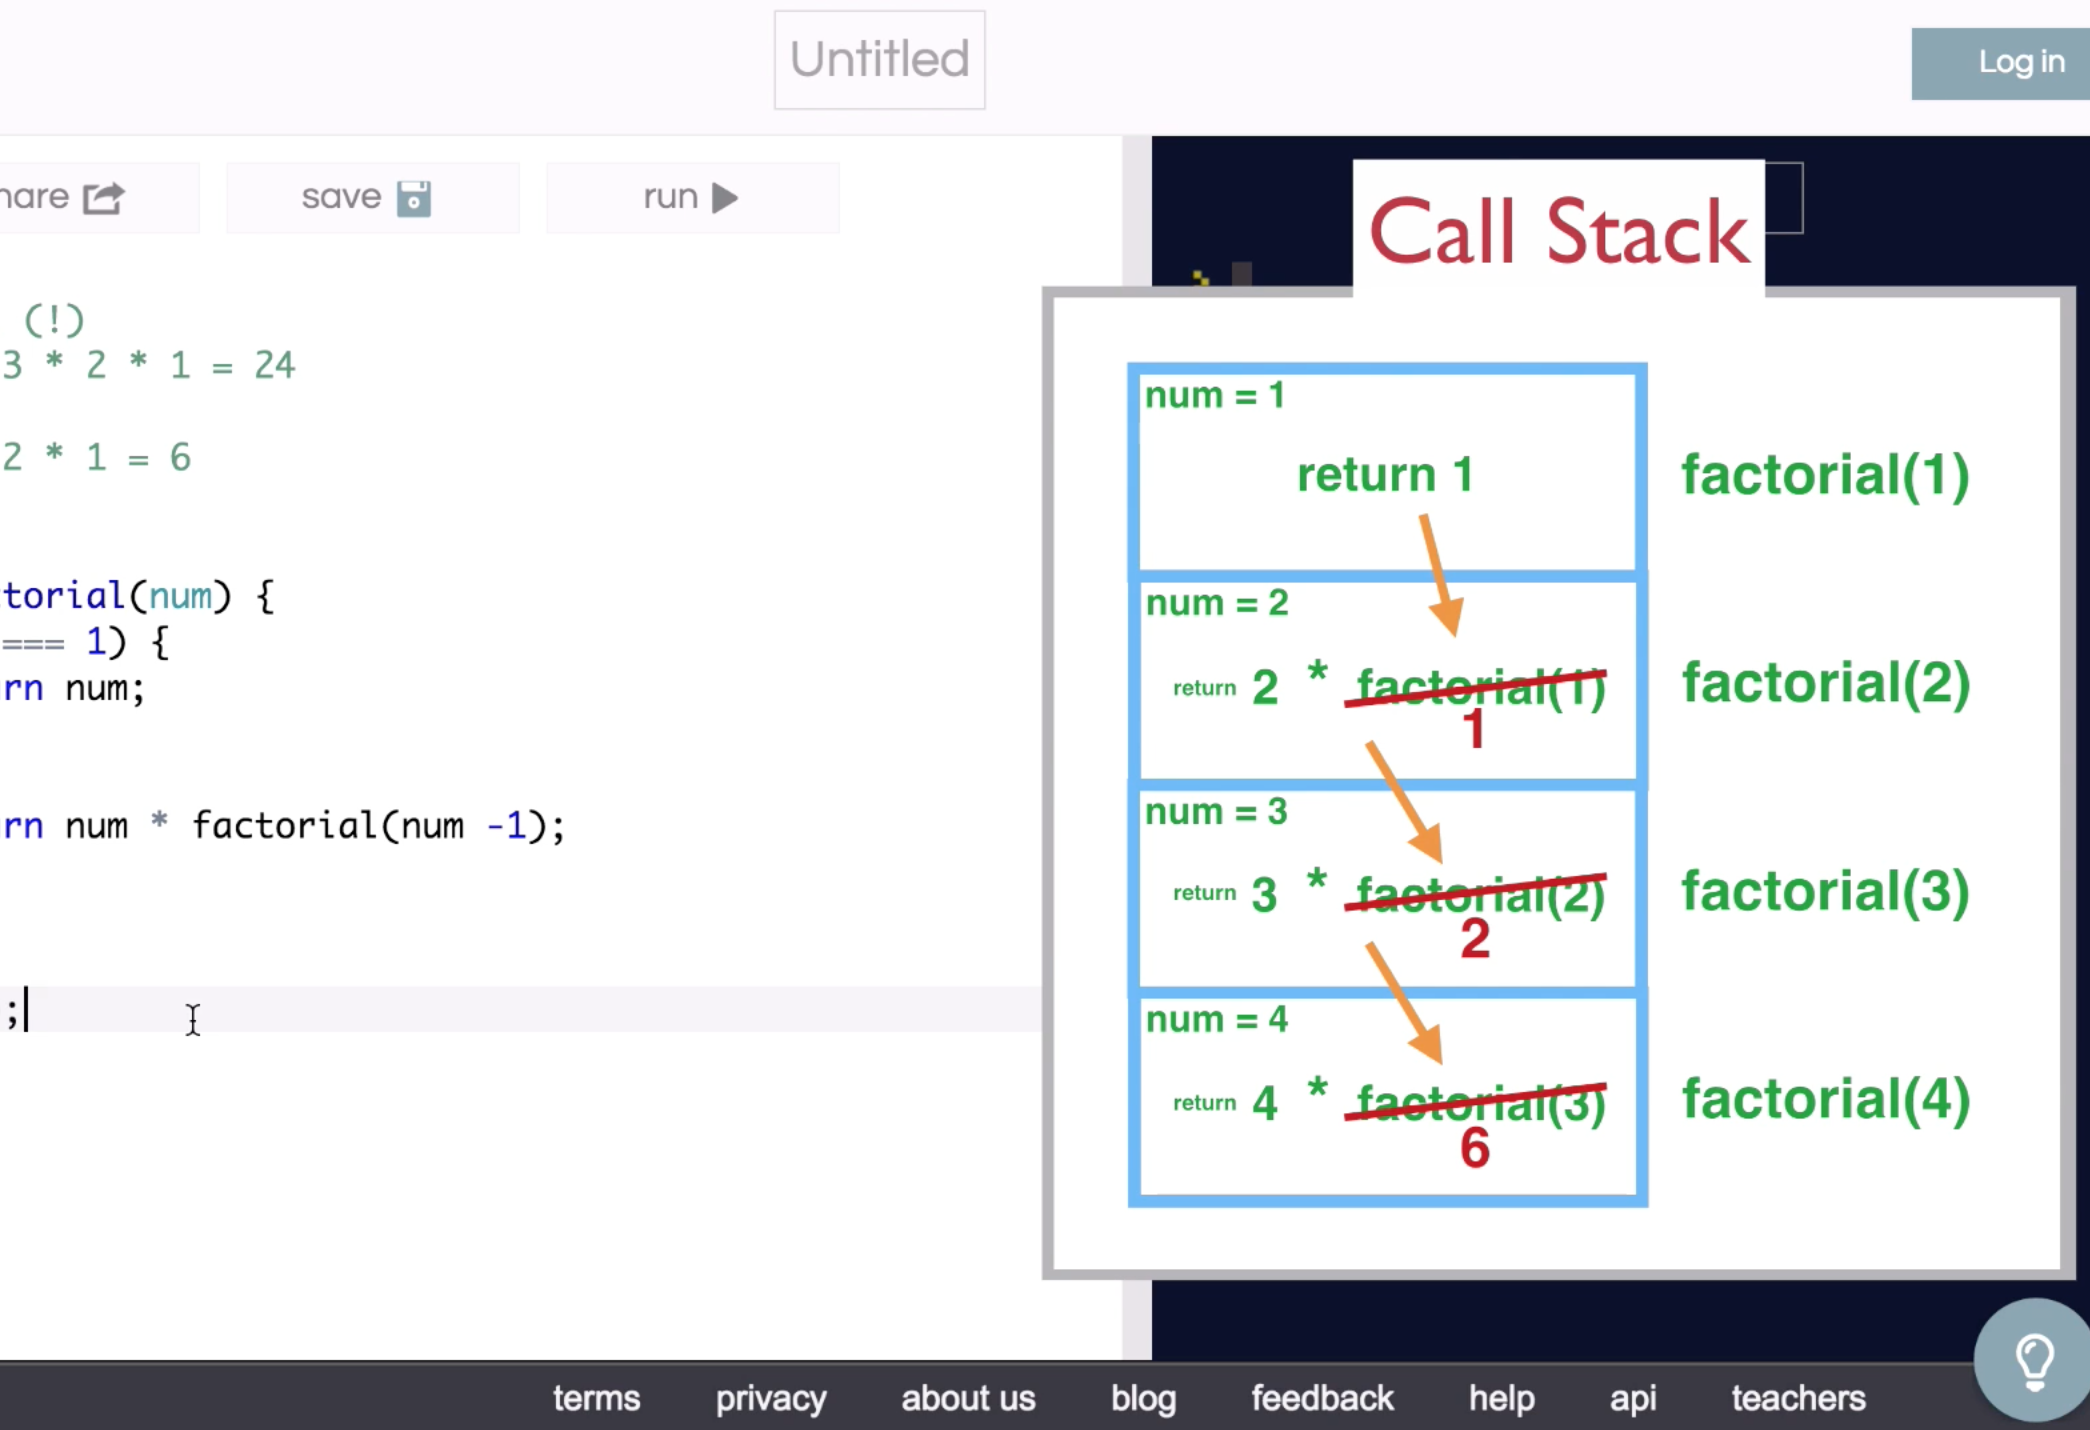 Untitled
Log in
hare
save
run
(!)
3 * 2 * 1 = 24
2 * 1 = 6
torial(num) {
=== 1) {
rn num;
rn num * factorial(num -1);
;
Call Stack
num = 1
return 1
factorial(1)
num = 2
return 2 * factorial(1)
1
factorial(2)
num = 3
return 3 * factorial(2)
2
factorial(3)
num = 4
return 4 * factorial(3)
6
factorial(4)
terms privacy about us blog feedback help api teachers